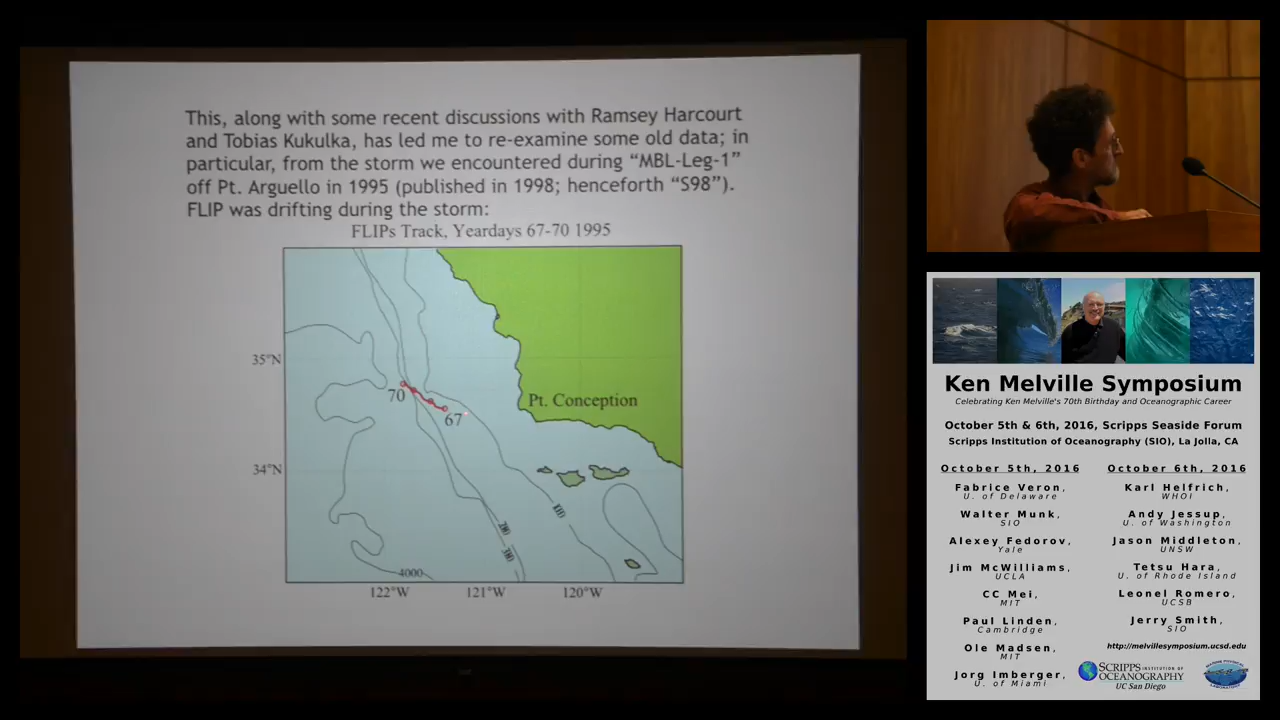 This, along with some recent discussions with Ramsey Harcourt
and Tobias Kukulka, has led me to re-examine some old data; in
particular, from the storm we encountered during “MBL-Leg-1”
off Pt. Arguello in 1995 (published in 1998; henceforth “S98”).
FLIP was drifting during the storm:
FLIPs Track, Yeardays 67-70 1995
35°N
70
67
Pt. Conception
34°N
4000
122°W
121°W
120°W
Ken Melville Symposium
Celebrating Ken Melville's 70th Birthday and Oceanographic Career
October 5th & 6th, 2016, Scripps Seaside Forum
Scripps Institution of Oceanography (SIO), La Jolla, CA
October 5th, 2016
Fabrice Veron,
U. of Delaware
Walter Munk,
SIO
Alexey Fedorov,
Yale
Jim McWilliams,
UCLA
CC Mei,
MIT
Paul Linden,
Cambridge
Ole Madsen,
MIT
Jorg Imberger,
U. of Miami
October 6th, 2016
Karl Helfrich,
WHOI
Andy Jessup,
U. of Washington
Jason Middleton,
UNSW
Tetsu Hara,
U. of Rhode Island
Leonel Romero,
UCSB
Jerry Smith,
SIO
http://melvillesymposium.ucsd.edu
SCRIPPS INSTITUTION OF
OCEANOGRAPHY
UC San Diego